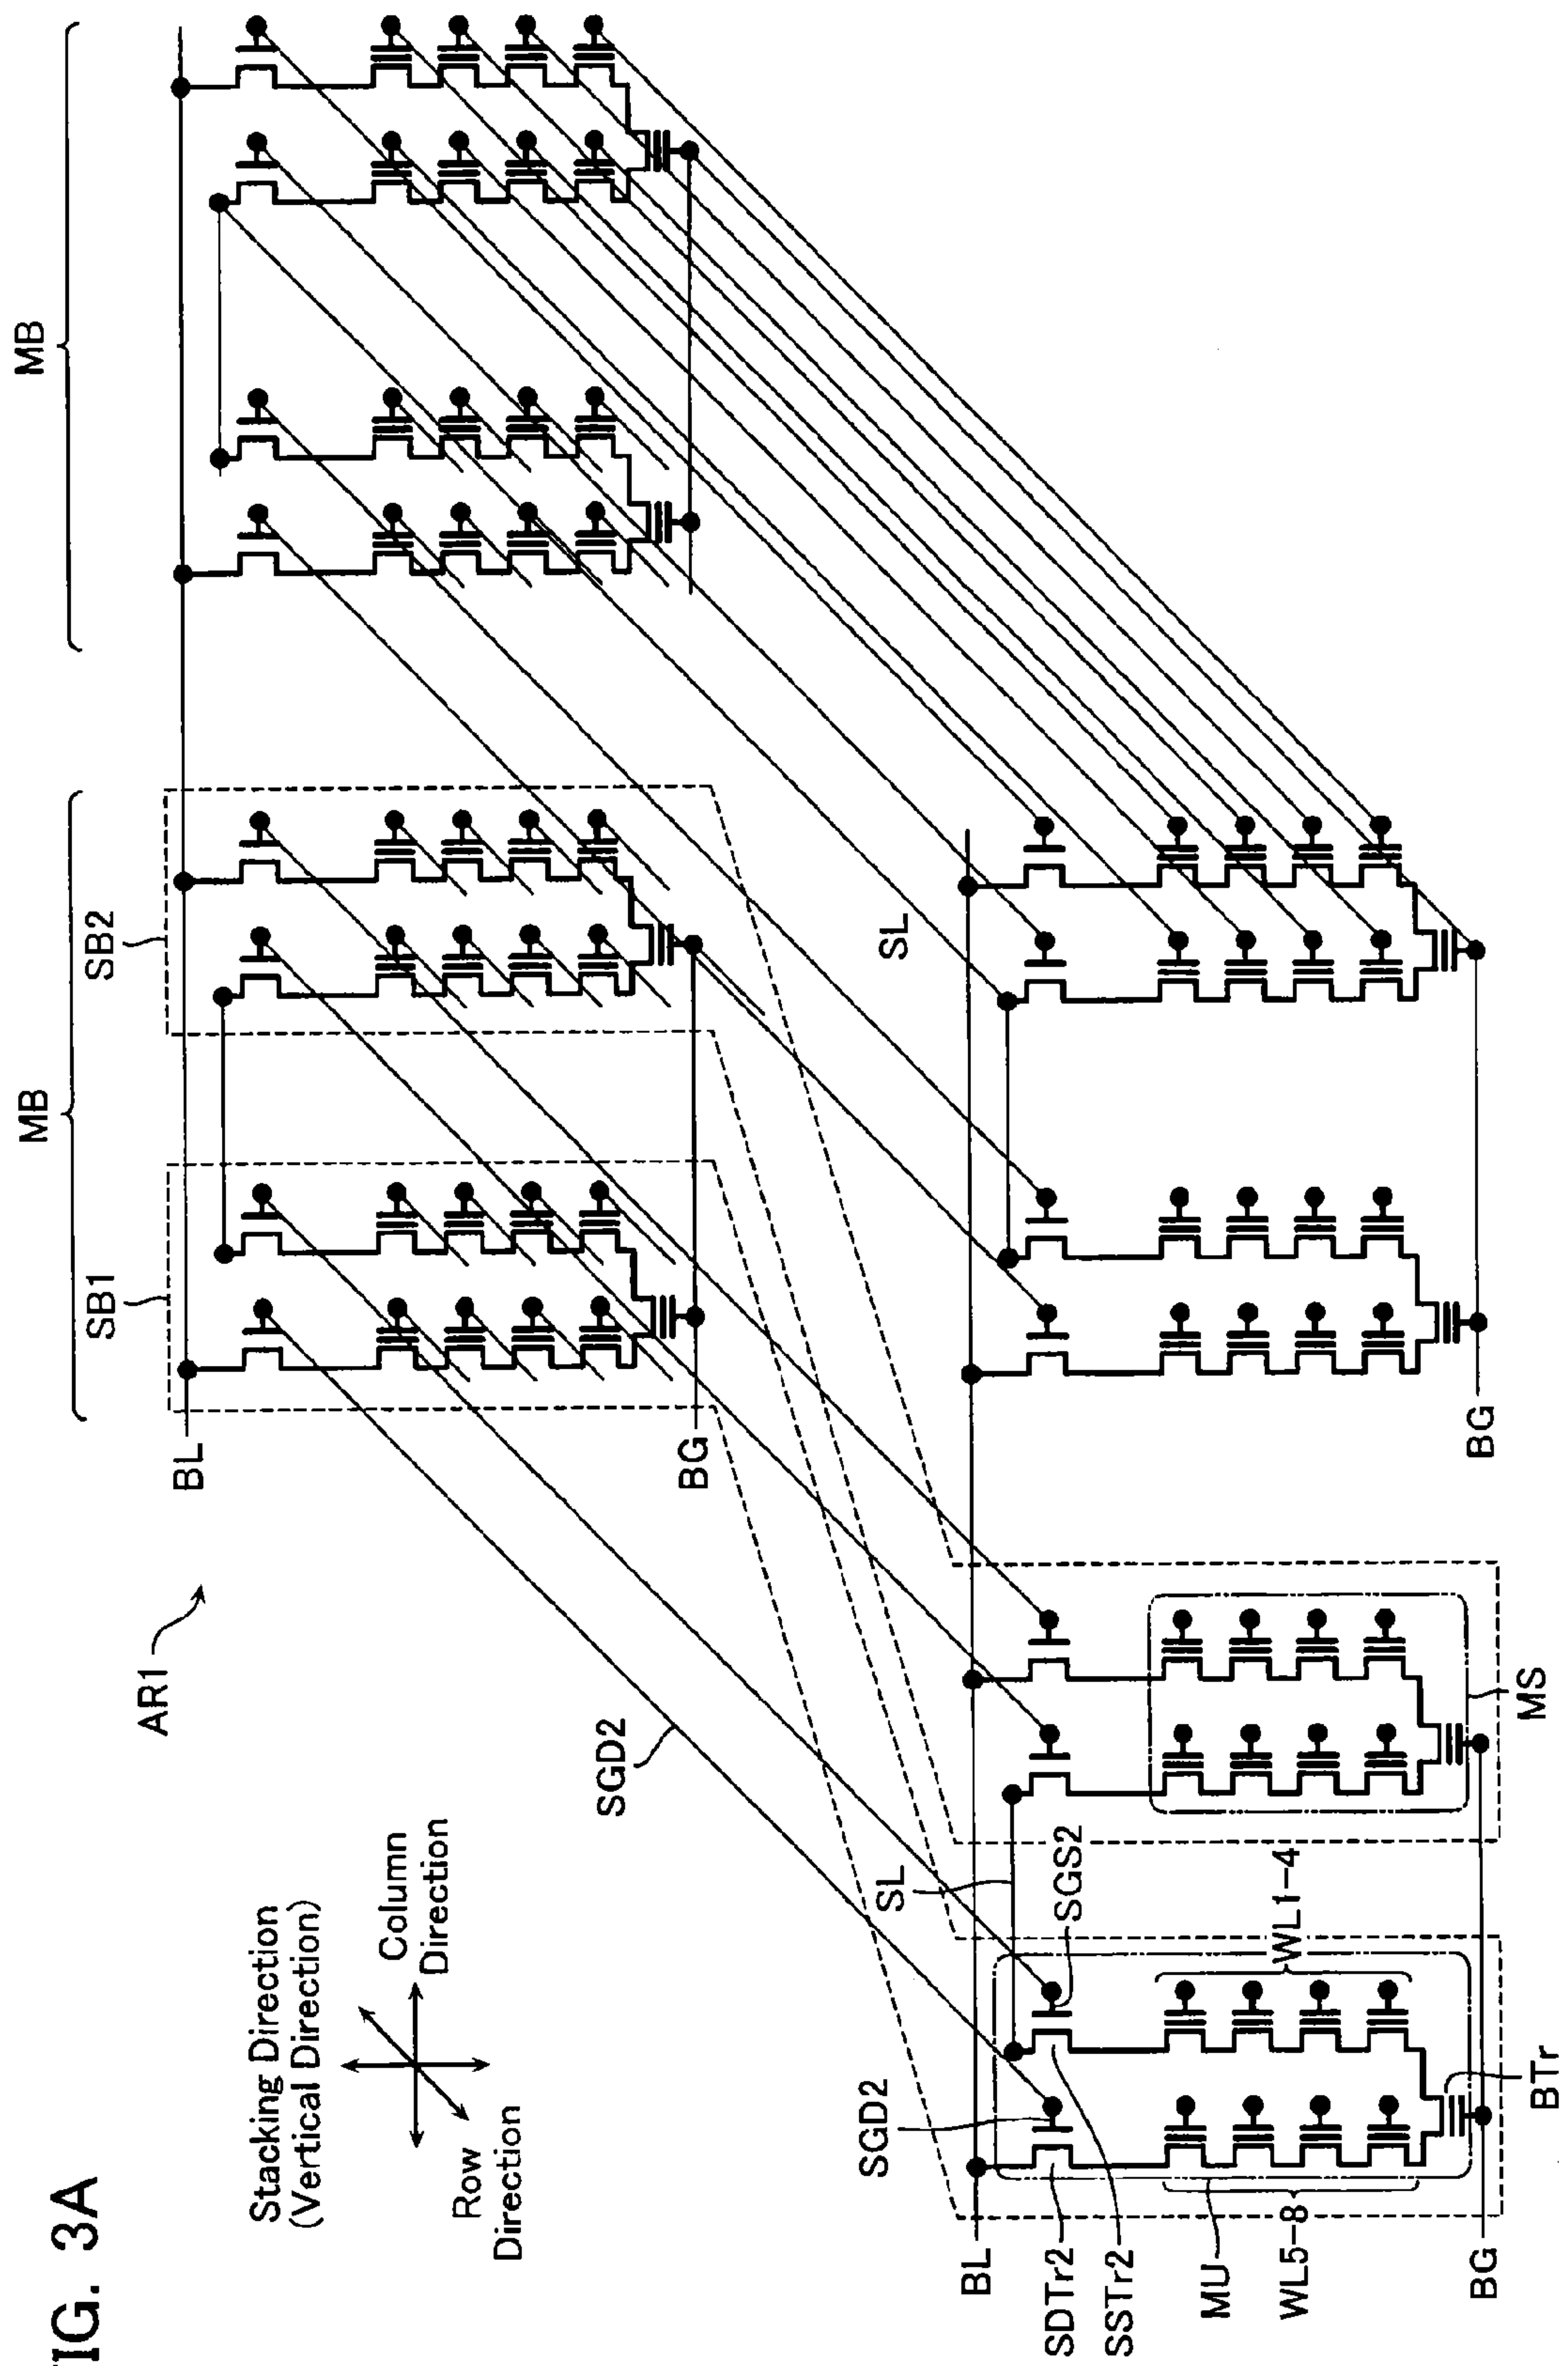 FIG. 3A
Stacking Direction
(Vertical Direction)
Column
Direction
Row
Direction
AR1
MB
MB
SB1
SB2
BL
BG
SGD2
SL
SL
SGD2
SGS2
BL
SDTr2
SSTr2
MU
WL5-8
WL1-4
BG
BTr
MS
BG